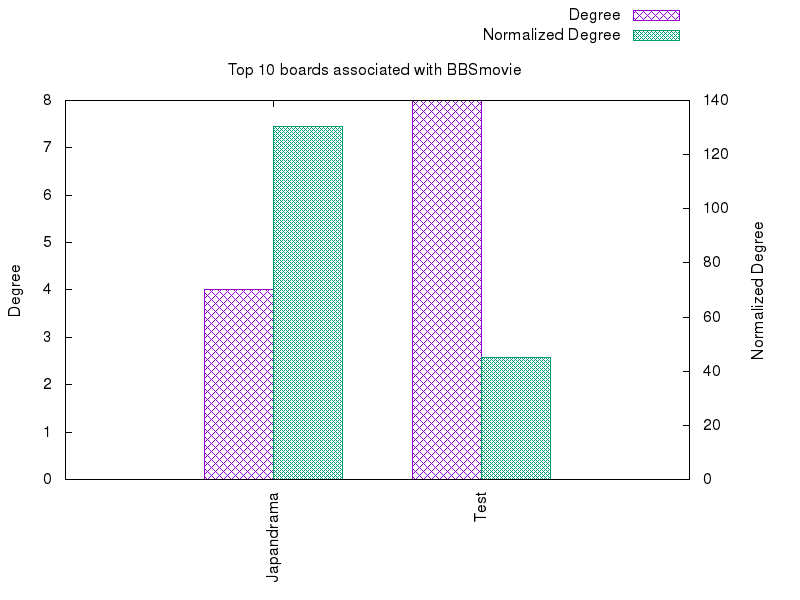 Degree
Normalized Degree
Top 10 boards associated with BBSmovie
8
7
6
5
4
3
2
1
0
Degree
140
120
100
80
60
40
20
0
Normalized Degree
Japandrama
Test